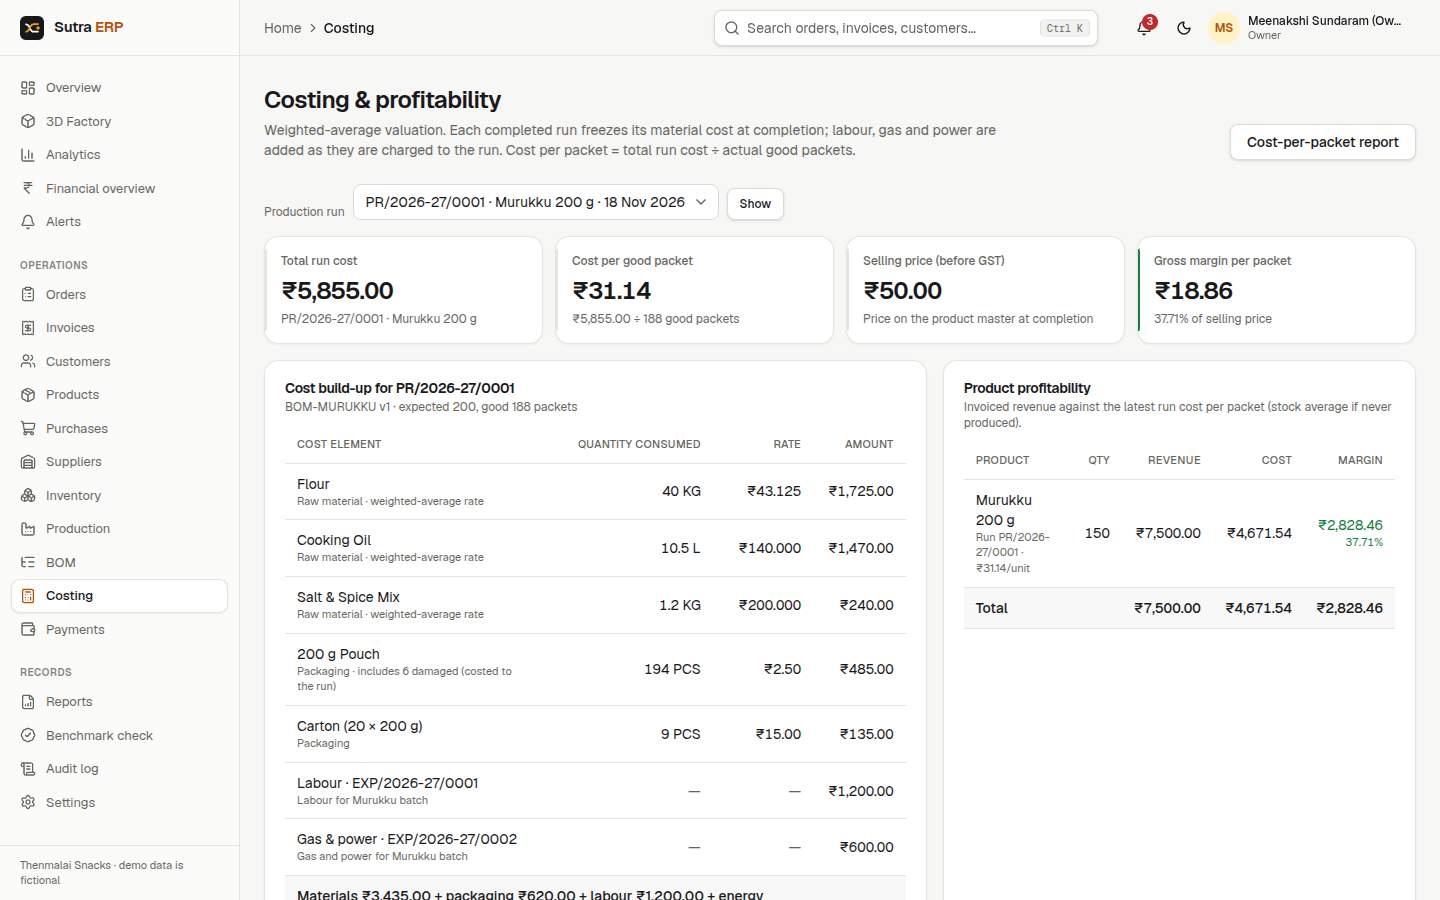 Sutra ERP
Home > Costing
Search orders, invoices, customers...
Ctrl K
3
MS
Meenakshi Sundaram (Ow...
Owner
Overview
3D Factory
Analytics
Financial overview
Alerts
OPERATIONS
Orders
Invoices
Customers
Products
Purchases
Suppliers
Inventory
Production
BOM
Costing
Payments
RECORDS
Reports
Benchmark check
Audit log
Settings
Thenmalai Snacks · demo data is
fictional
Costing & profitability
Weighted-average valuation. Each completed run freezes its material cost at completion; labour, gas and power are
added as they are charged to the run. Cost per packet = total run cost ÷ actual good packets.
Cost-per-packet report
Production run
PR/2026-27/0001 · Murukku 200 g · 18 Nov 2026
Show
Total run cost
₹5,855.00
PR/2026-27/0001 · Murukku 200 g
Cost per good packet
₹31.14
₹5,855.00 ÷ 188 good packets
Selling price (before GST)
₹50.00
Price on the product master at completion
Gross margin per packet
₹18.86
37.71% of selling price
Cost build-up for PR/2026-27/0001
BOM-MURUKKU v1 · expected 200, good 188 packets
COST ELEMENT QUANTITY CONSUMED RATE AMOUNT
Flour 40 KG ₹43.125 ₹1,725.00
Raw material · weighted-average rate
Cooking Oil 10.5 L ₹140.000 ₹1,470.00
Raw material · weighted-average rate
Salt & Spice Mix 1.2 KG ₹200.000 ₹240.00
Raw material · weighted-average rate
200 g Pouch 194 PCS ₹2.50 ₹485.00
Packaging · includes 6 damaged (costed to
the run)
Carton (20 × 200 g) 9 PCS ₹15.00 ₹135.00
Packaging
Labour · EXP/2026-27/0001 — — ₹1,200.00
Labour for Murukku batch
Gas & power · EXP/2026-27/0002 — — ₹600.00
Gas and power for Murukku batch
Materials ₹3,435.00 + packaging ₹620.00 + labour ₹1,200.00 + energy
Product profitability
Invoiced revenue against the latest run cost per packet (stock average if never
produced).
PRODUCT QTY REVENUE COST MARGIN
Murukku
200 g
Run PR/2026-
27/0001 ·
₹31.14/unit
150 ₹7,500.00 ₹4,671.54 ₹2,828.46
37.71%
Total ₹7,500.00 ₹4,671.54 ₹2,828.46